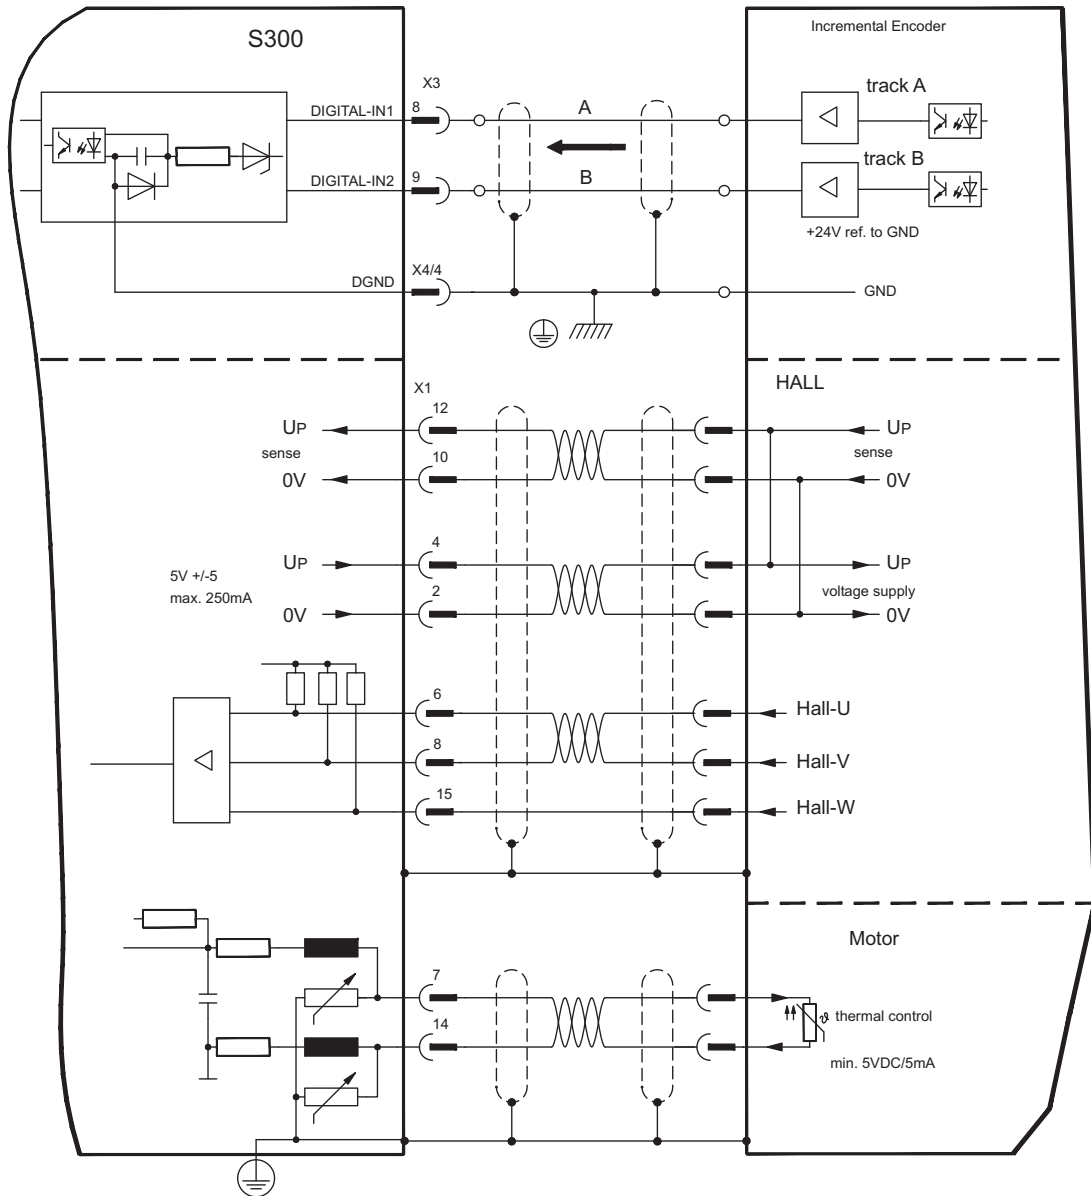 S300
Incremental Encoder
X3
track A
DIGITAL-IN1
8
A
track B
DIGITAL-IN2
9
B
+24V ref. to GND
DGND
X4/4
GND
HALL
X1
12
UP
UP
sense
sense
10
0V
0V
4
UP
UP
5V +/-5
max. 250mA
voltage supply
2
0V
0V
6
Hall-U
8
Hall-V
15
Hall-W
Motor
7
ϑ thermal control
14
min. 5VDC/5mA